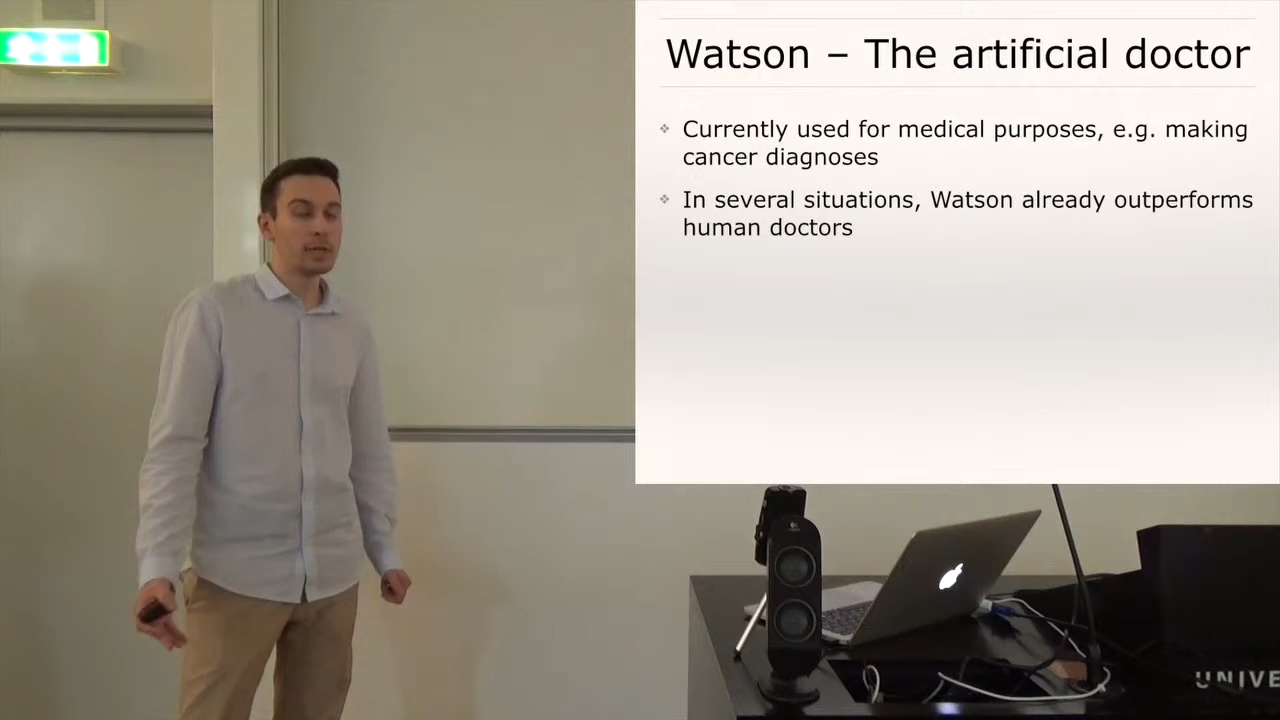 Watson – The artificial doctor
Currently used for medical purposes, e.g. making
cancer diagnoses
In several situations, Watson already outperforms
human doctors
UNIVE